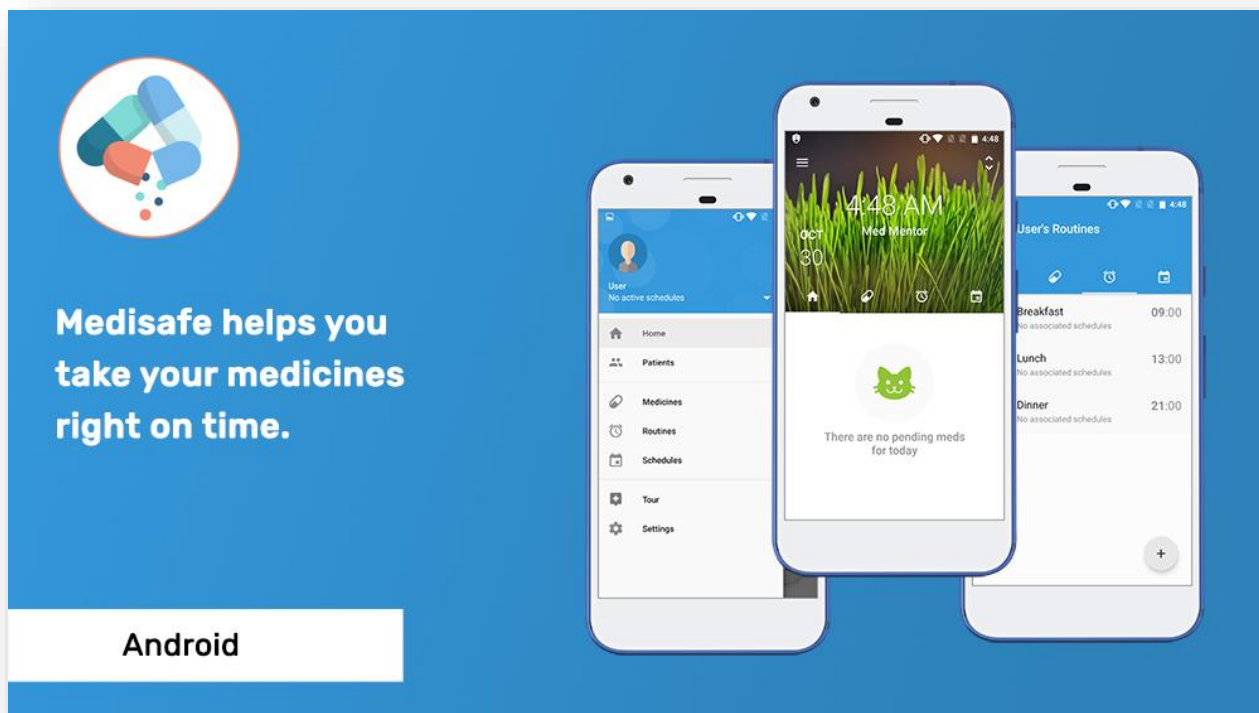 Medisafe helps you
take your medicines
right on time.
Android
User
No active schedules
Home
Patients
Medicines
Routines
Schedules
Tour
Settings
4:48
4:48 AM
Med Mentor
OCT
30
There are no pending meds
for today
4:48
User's Routines
Breakfast 09:00
No associated schedules
Lunch 13:00
No associated schedules
Dinner 21:00
No associated schedules
+